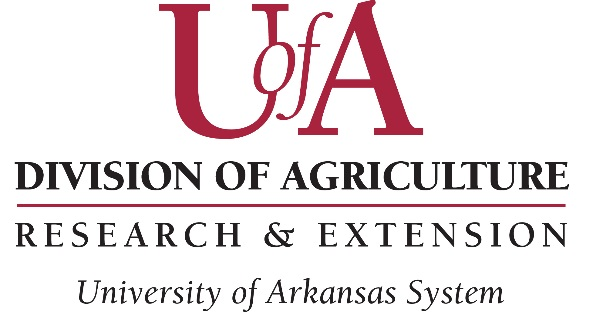 UofA
DIVISION OF AGRICULTURE
RESEARCH & EXTENSION
University of Arkansas System